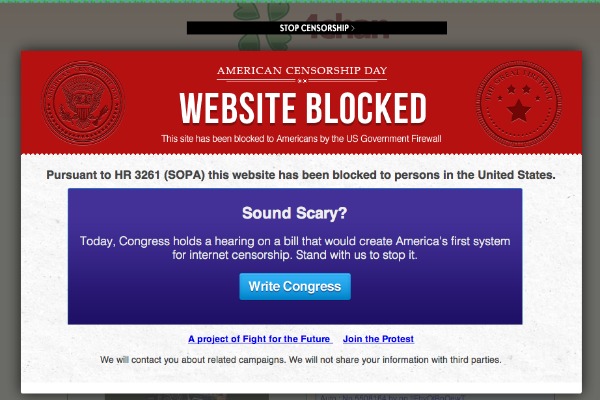 4chan
STOP CENSORSHIP >
AMERICAN CENSORSHIP DAY
WEBSITE BLOCKED
This site has been blocked to Americans by the US Government Firewall
Pursuant to HR 3261 (SOPA) this website has been blocked to persons in the United States.
Sound Scary?
Today, Congress holds a hearing on a bill that would create America's first system
for internet censorship. Stand with us to stop it.
Write Congress
A project of Fight for the Future Join the Protest
We will contact you about related campaigns. We will not share your information with third parties.